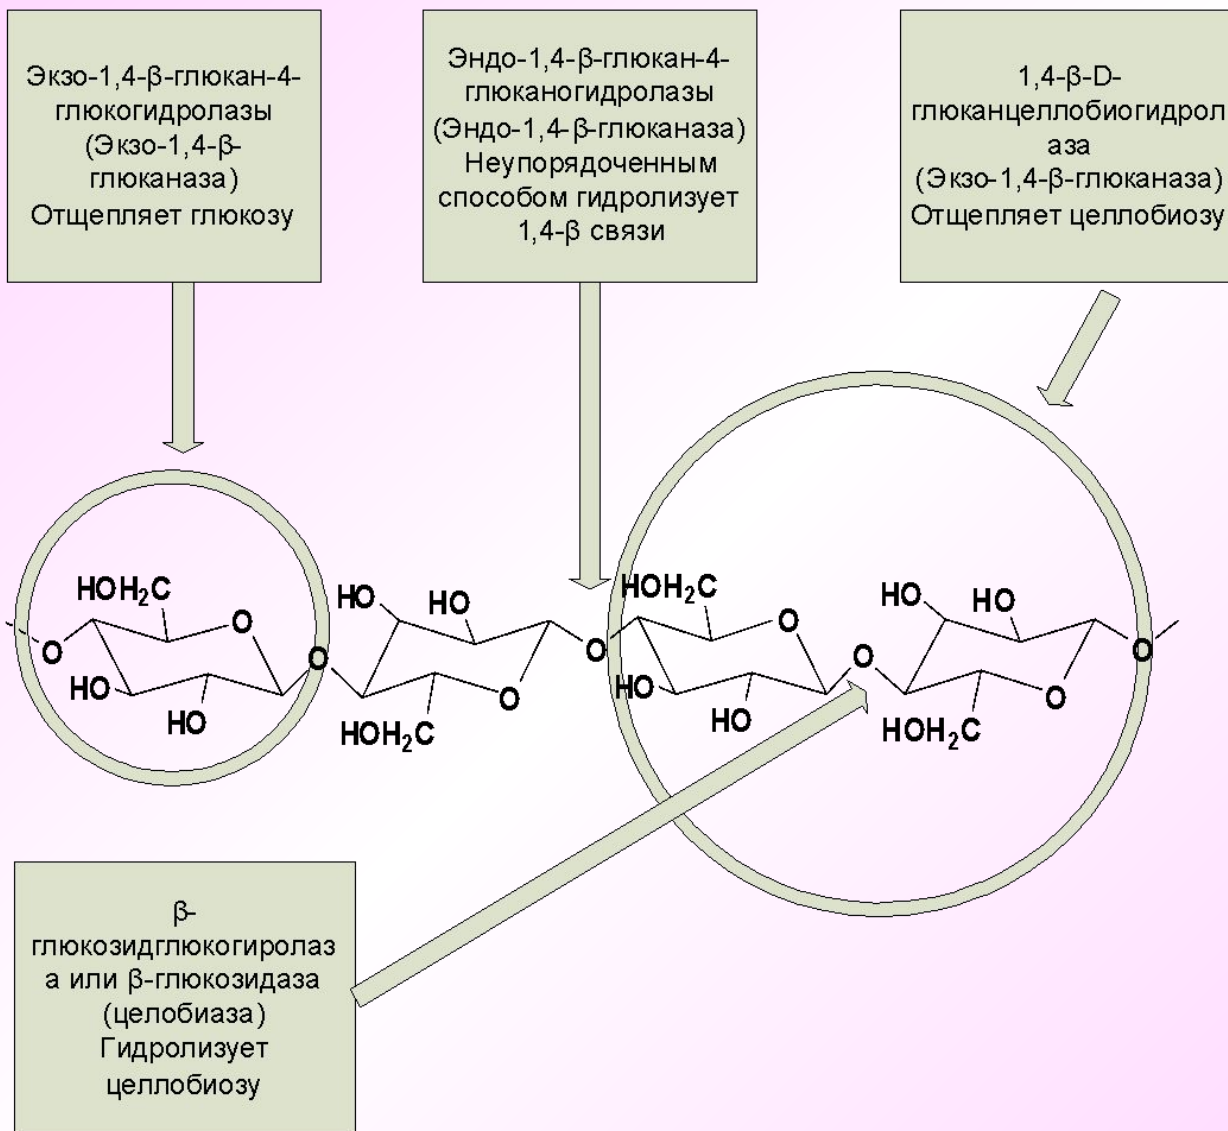 Экзо-1,4-β-глюкан-4-
глюкогидролазы
(Экзо-1,4-β-
глюканаза)
Отщепляет глюкозу
Эндо-1,4-β-глюкан-4-
глюканогидролазы
(Эндо-1,4-β-глюканаза)
Неупорядоченным
способом гидролизует
1,4-β связи
1,4-β-D-
глюканцеллобиогидрол
аза
(Экзо-1,4-β-глюканаза)
Отщепляет целлобиозу
HOH₂C
O
O
HO
HO
O
HO
HO
O
HOH₂C
O
HOH₂C
O
HO
HO
O
HO
HO
O
HOH₂C
O
β-
глюкозидглюкогиролаз
а или β-глюкозидаза
(целобиаза)
Гидролизует
целлобиозу